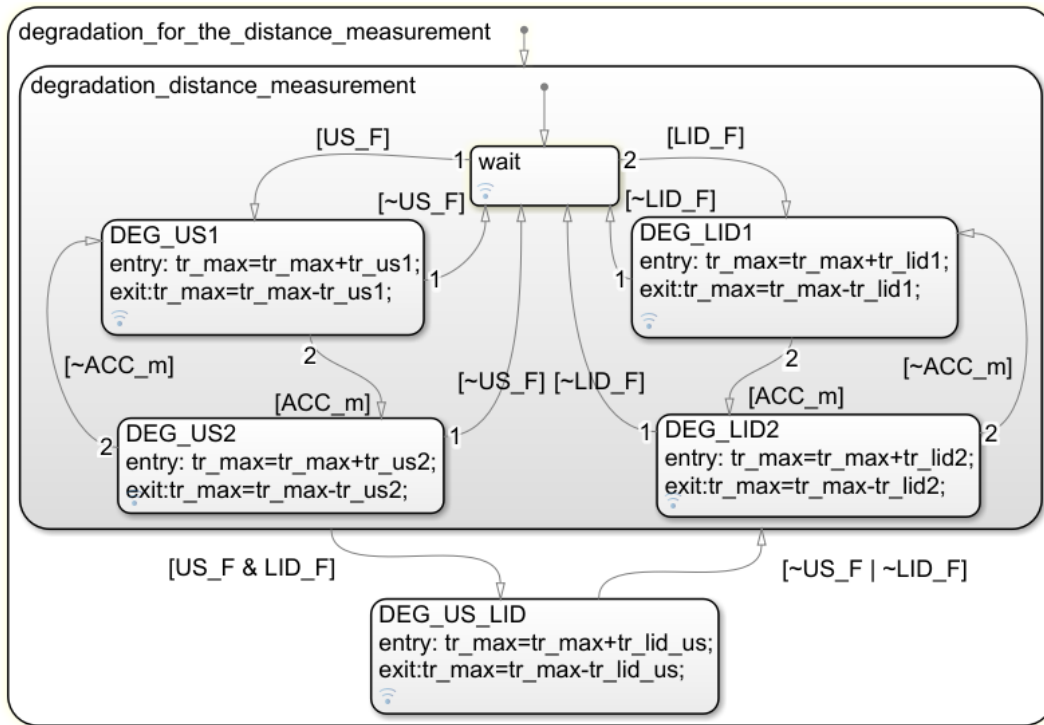 degradation_for_the_distance_measurement
degradation_distance_measurement
[US_F]
[LID_F]
1
wait
2
[~US_F]
[~LID_F]
DEG_US1
entry: tr_max=tr_max+tr_us1;
exit:tr_max=tr_max-tr_us1;
1
2
DEG_LID1
entry: tr_max=tr_max+tr_lid1;
exit:tr_max=tr_max-tr_lid1;
1
2
[~ACC_m]
[ACC_m]
[~US_F]
[~LID_F]
[ACC_m]
[~ACC_m]
2
DEG_US2
entry: tr_max=tr_max+tr_us2;
exit:tr_max=tr_max-tr_us2;
1
1
DEG_LID2
entry: tr_max=tr_max+tr_lid2;
exit:tr_max=tr_max-tr_lid2;
2
[US_F & LID_F]
[~US_F | ~LID_F]
DEG_US_LID
entry: tr_max=tr_max+tr_lid_us;
exit:tr_max=tr_max-tr_lid_us;